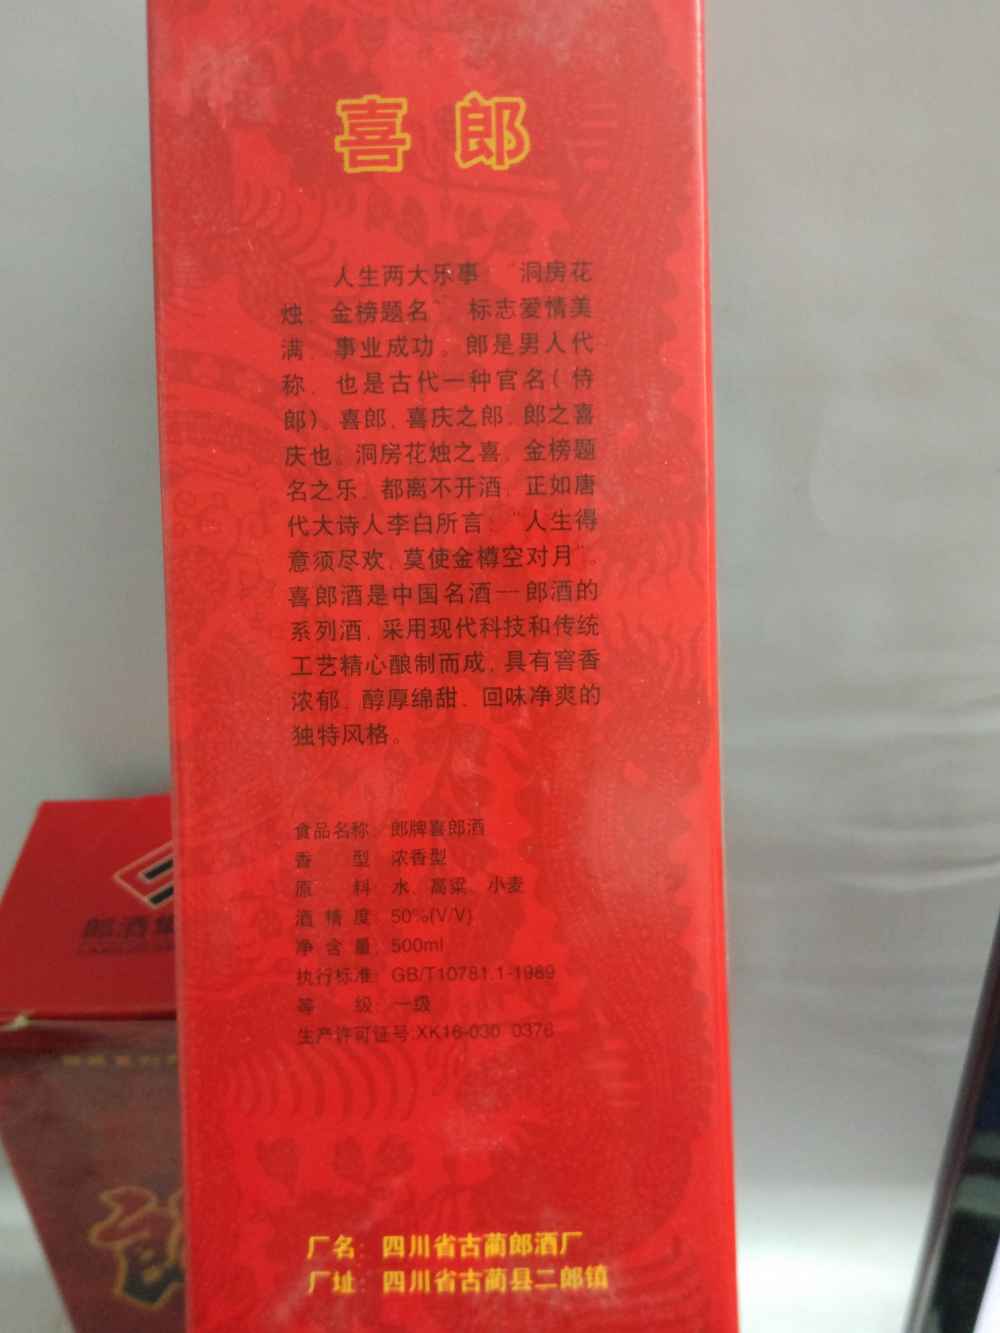 喜郎
人生两大乐事："洞房花
烛、金榜题名"，标志爱情美
满，事业成功。郎是男人代
称，也是古代一种官名(侍
郎)。喜郎，喜庆之郎，郎之喜
庆也。洞房花烛之喜，金榜题
名之乐，都离不开酒，正如唐
代大诗人李白所言："人生得
意须尽欢，莫使金樽空对月"。
喜郎酒是中国名酒—郎酒的
系列酒，采用现代科技和传统
工艺精心酿制而成，具有窖香
浓郁、醇厚绵甜、回味净爽的
独特风格。
食品名称：郎牌喜郎酒
香型：浓香型
原料：水、高粱、小麦
酒精度：50%(V/V)
净含量：500ml
执行标准：GB/T10781.1-1989
等级：一级
生产许可证号:XK16-030 0376
厂名：四川省古蔺郎酒厂
厂址：四川省古蔺县二郎镇
郎酒集